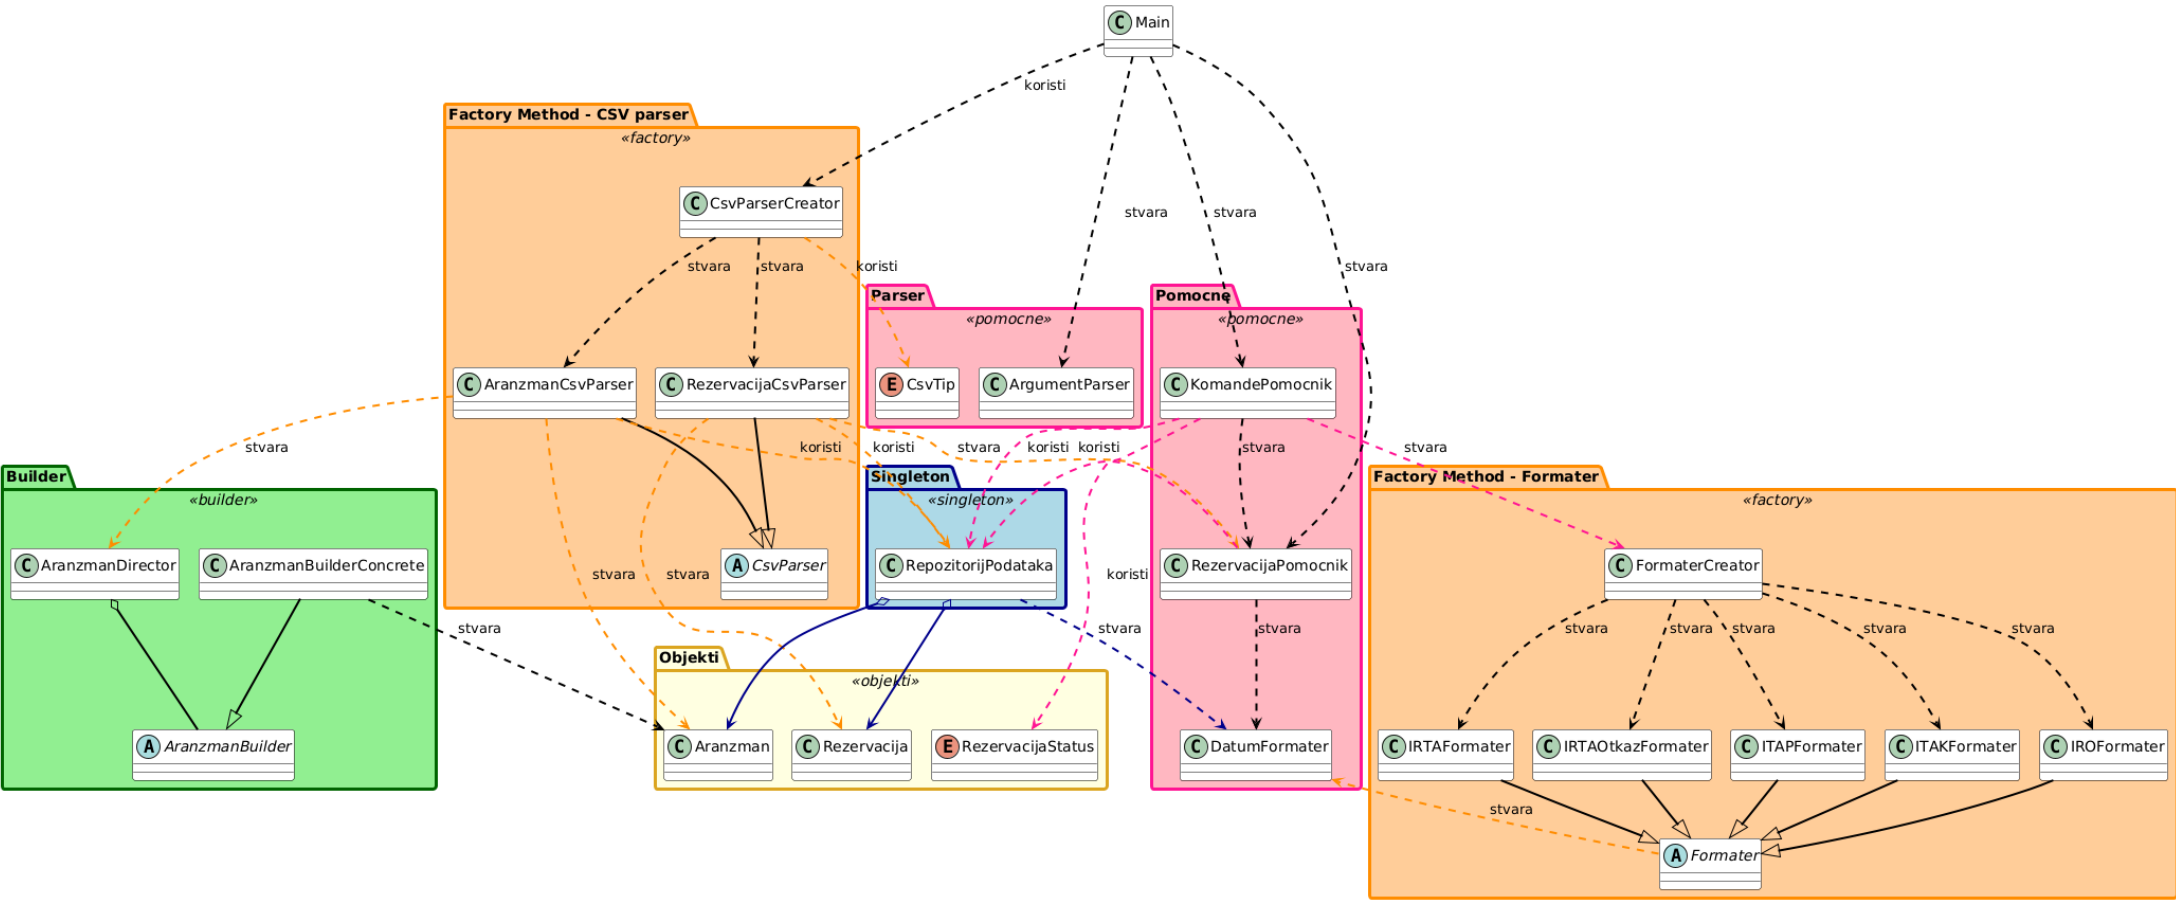 C Main
koristi
Factory Method - CSV parser
«factory»
C CsvParserCreator
stvara
stvara
stvara
stvara
koristi
stvara
stvara
Parser
«pomocne»
Pomocne
«pomocne»
C AranzmanCsvParser
C RezervacijaCsvParser
E CsvTip
C ArgumentParser
C KomandePomocnik
stvara
koristi
koristi
stvara
koristi
koristi
stvara
stvara
Builder
«builder»
Singleton
«singleton»
Factory Method - Formater
«factory»
C AranzmanDirector
C AranzmanBuilderConcrete
A CsvParser
C RepozitorijPodataka
C RezervacijaPomocnik
C FormaterCreator
stvara
stvara
koristi
stvara
stvara
stvara
stvara
stvara
stvara
stvara
stvara
Objekti
«objekti»
A AranzmanBuilder
C Aranzman
C Rezervacija
E RezervacijaStatus
C DatumFormater
C IRTAFormater
C IRTAOtkazFormater
C ITAPFormater
C ITAKFormater
C IROFormater
stvara
A Formater